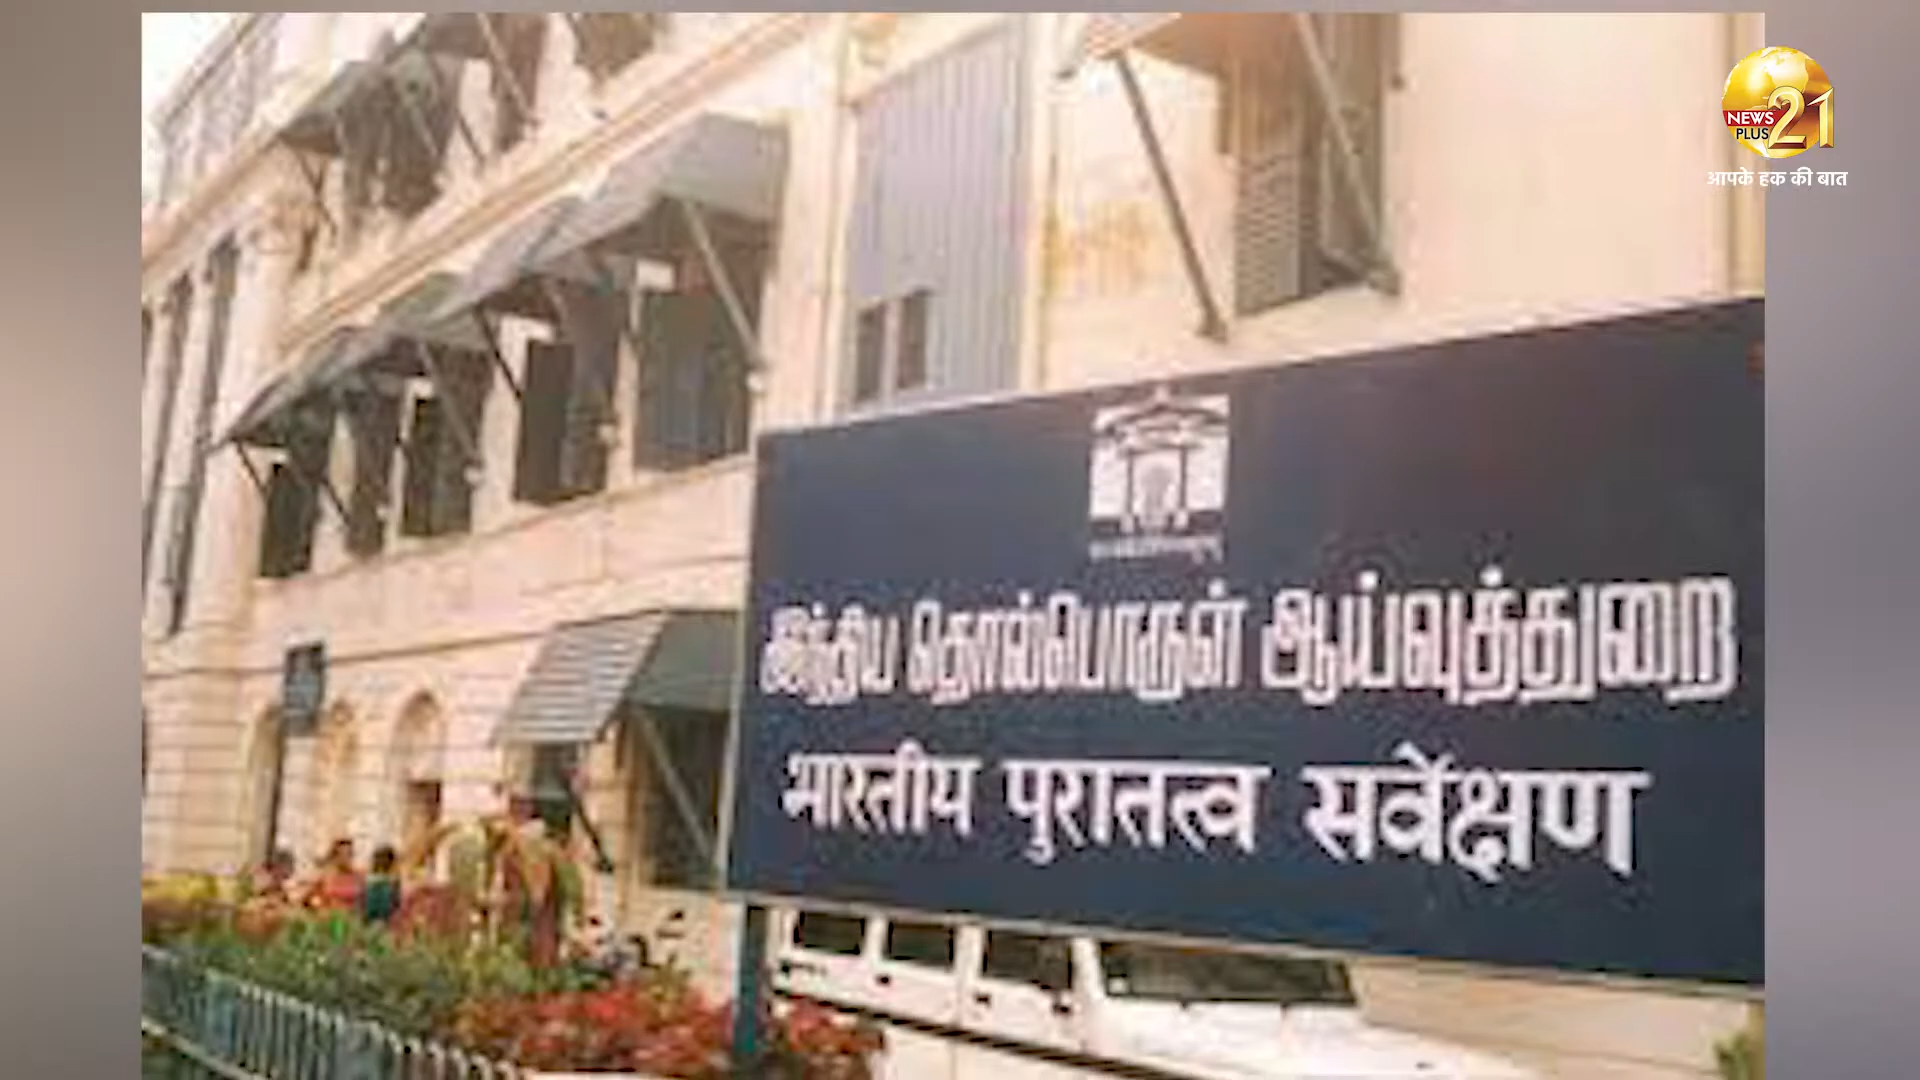 NEWS
PLUS 21
आपके हक की बात
இந்திய தொல்பொருள் ஆய்வுத்துறை
भारतीय पुरातत्व सर्वेक्षण